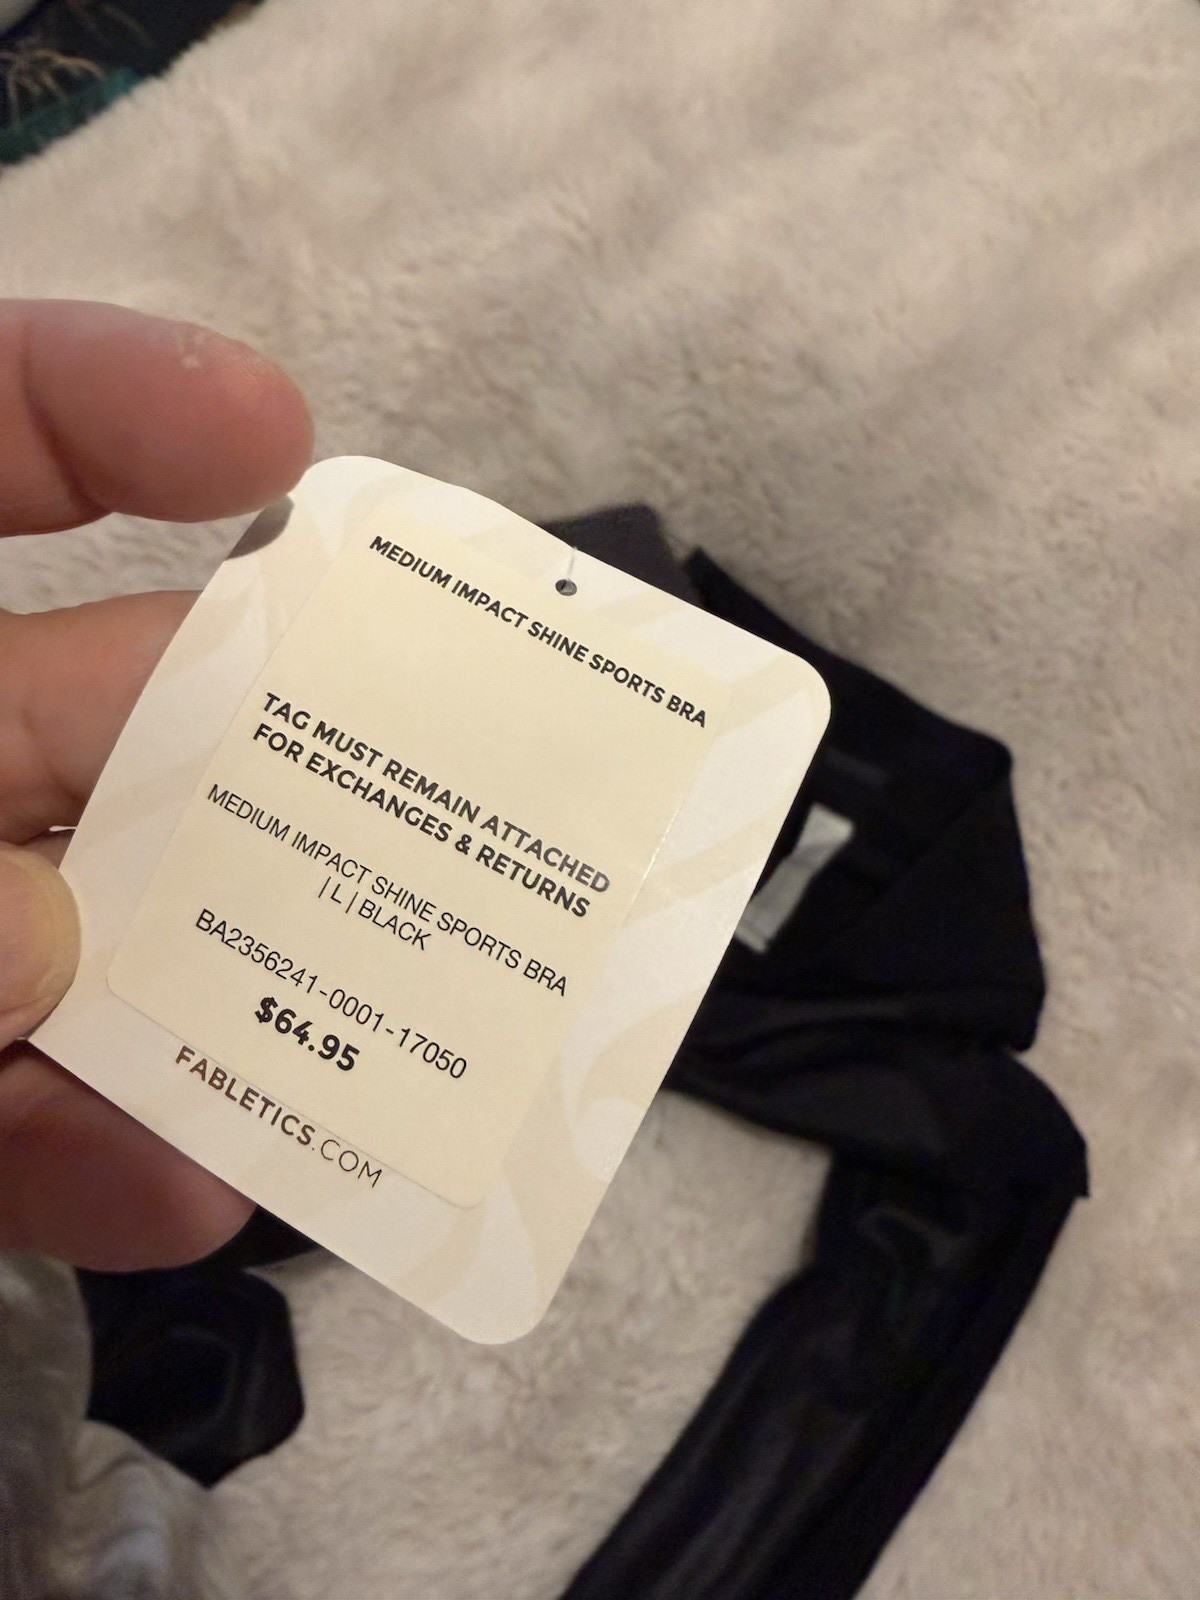 MEDIUM IMPACT SHINE SPORTS BRA
TAG MUST REMAIN ATTACHED
FOR EXCHANGES & RETURNS
MEDIUM IMPACT SHINE SPORTS BRA
| L | BLACK
BA2356241-0001-17050
$64.95
FABLETICS.COM